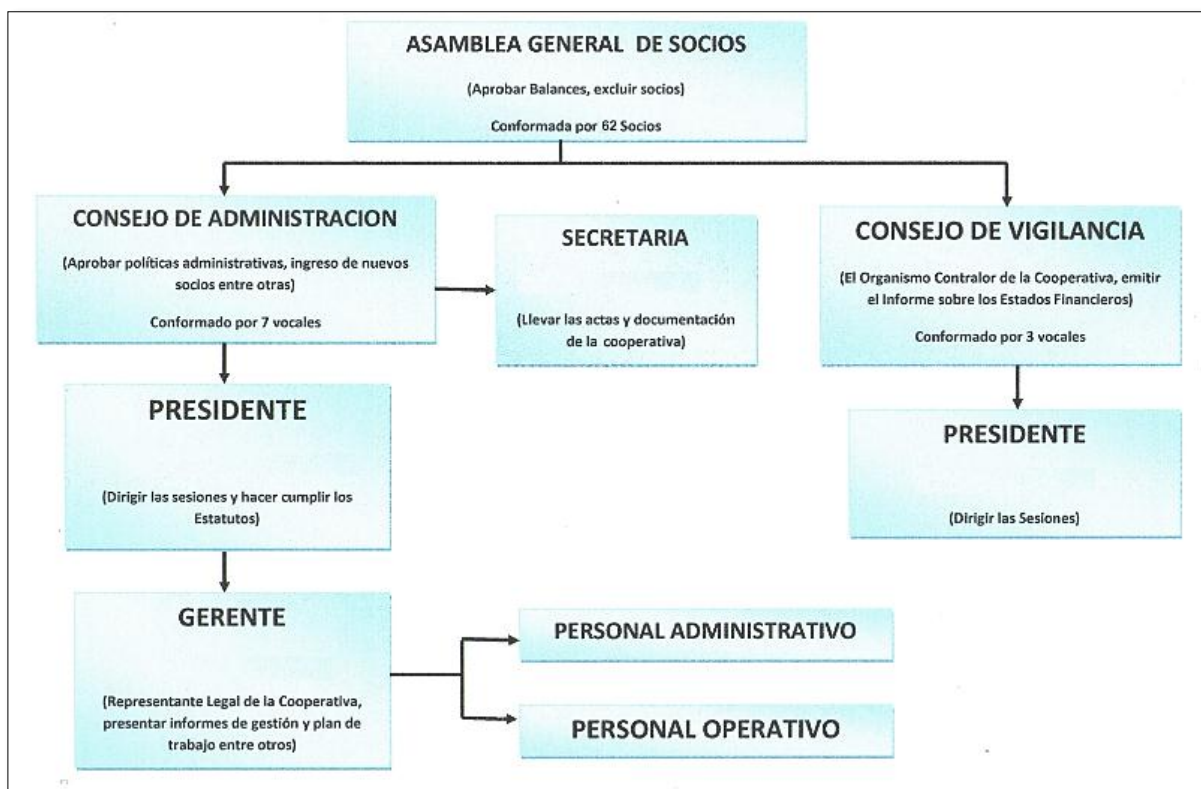 ASAMBLEA GENERAL DE SOCIOS
(Aprobar Balances, excluir socios)
Conformada por 62 Socios
CONSEJO DE ADMINISTRACION
(Aprobar políticas administrativas, ingreso de nuevos
socios entre otras)
Conformado por 7 vocales
SECRETARIA
(Llevar las actas y documentación
de la cooperativa)
CONSEJO DE VIGILANCIA
(El Organismo Contralor de la Cooperativa, emitir
el Informe sobre los Estados Financieros)
Conformado por 3 vocales
PRESIDENTE
(Dirigir las sesiones y hacer cumplir los
Estatutos)
PRESIDENTE
(Dirigir las Sesiones)
GERENTE
(Representante Legal de la Cooperativa,
presentar informes de gestión y plan de
trabajo entre otros)
PERSONAL ADMINISTRATIVO
PERSONAL OPERATIVO